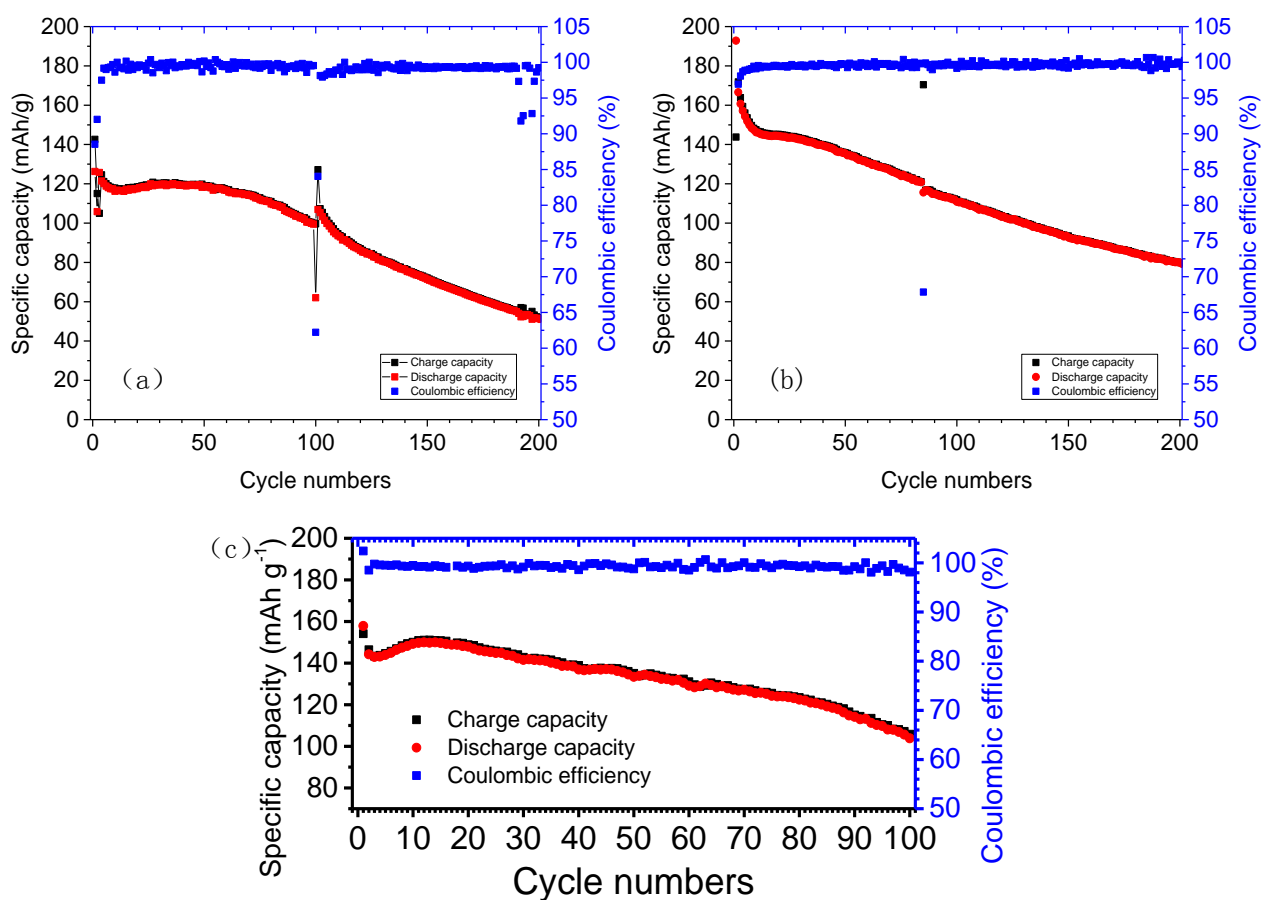 200
180
160
140
120
100
80
60
40
20
0
Specific capacity (mAh/g)
105
100
95
90
85
80
75
70
65
60
55
50
Coulombic efficiency (%)
0 50 100 150 200
Cycle numbers
(a)
Charge capacity
Discharge capacity
Coulombic efficiency
200
180
160
140
120
100
80
60
40
20
0
Specific capacity (mAh/g)
105
100
95
90
85
80
75
70
65
60
55
50
Coulombic efficiency (%)
0 50 100 150 200
Cycle numbers
(b)
Charge capacity
Discharge capacity
Coulombic efficiency
(c)
200
180
160
140
120
100
80
Specific capacity (mAh g⁻¹)
100
90
80
70
60
50
Coulombic efficiency (%)
Charge capacity
Discharge capacity
Coulombic efficiency
0 10 20 30 40 50 60 70 80 90 100
Cycle numbers